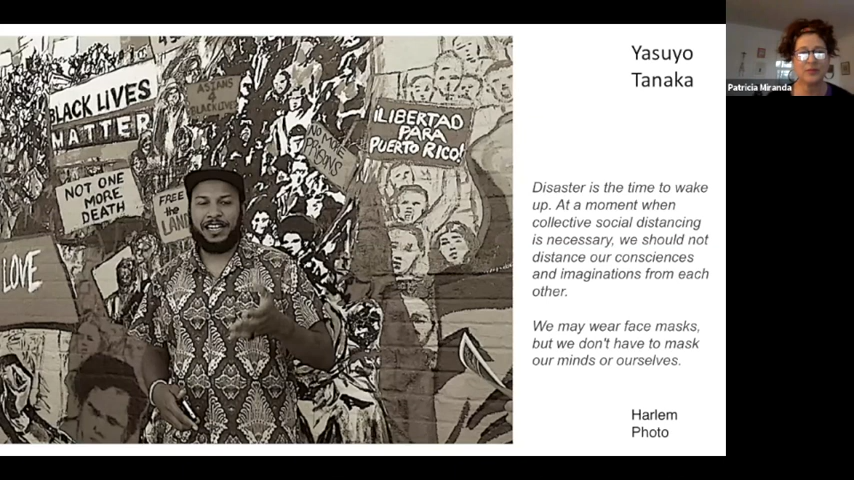 Yasuyo
Tanaka
Patricia Miranda
BLACK LIVES
MATTER
ASIANS
4
BLACKLIVES
NO MORE
PRISONS
¡LIBERTAD
PARA
PUERTO RICO!
NOT ONE
MORE
DEATH
FREE
the
LAND
LOVE
Disaster is the time to wake
up. At a moment when
collective social distancing
is necessary, we should not
distance our consciences
and imaginations from each
other.
We may wear face masks,
but we don't have to mask
our minds or ourselves.
Harlem
Photo